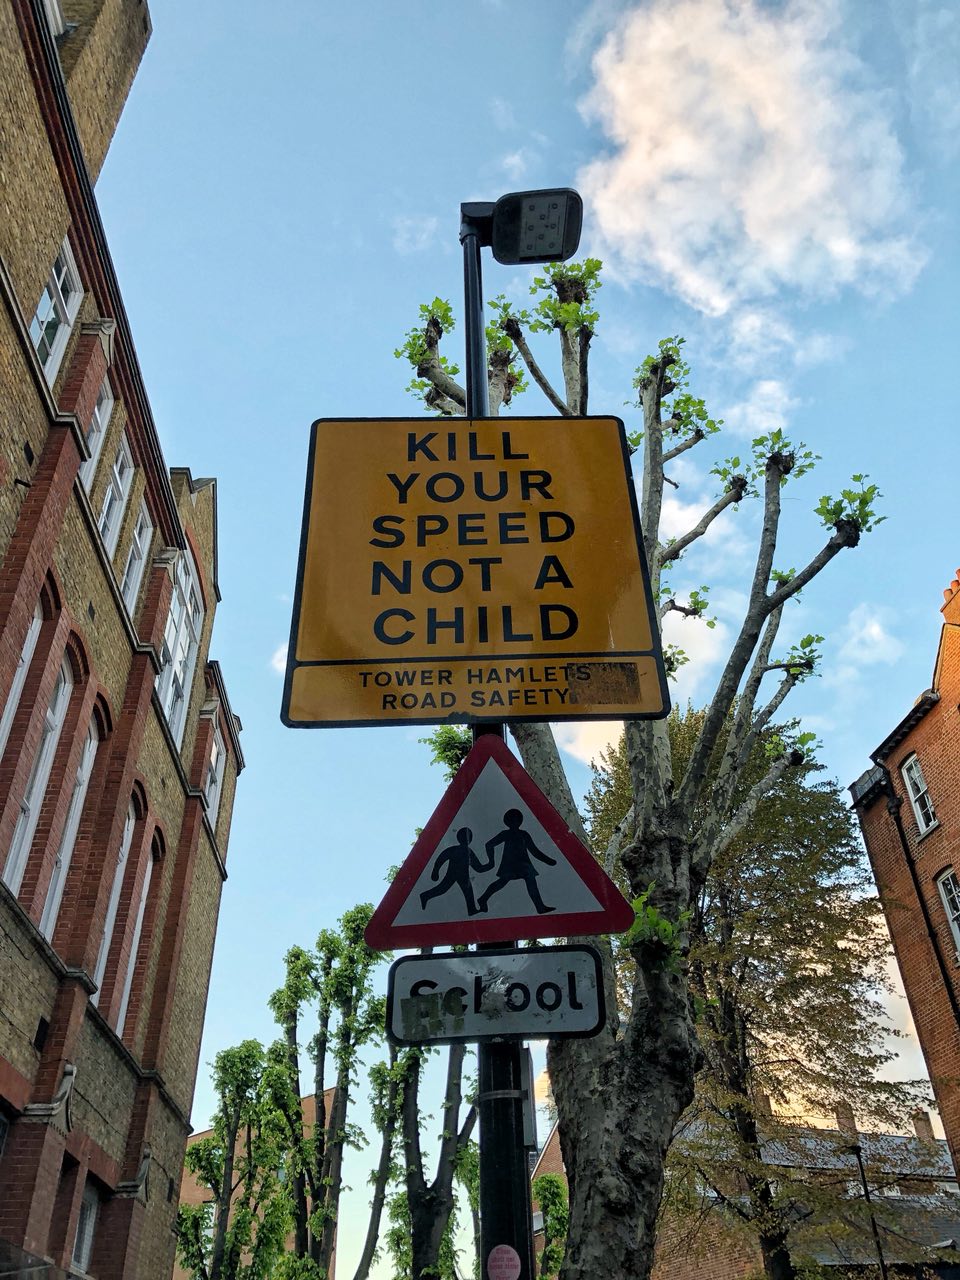 KILL
YOUR
SPEED
NOT A
CHILD
TOWER HAMLETS
ROAD SAFETY
School